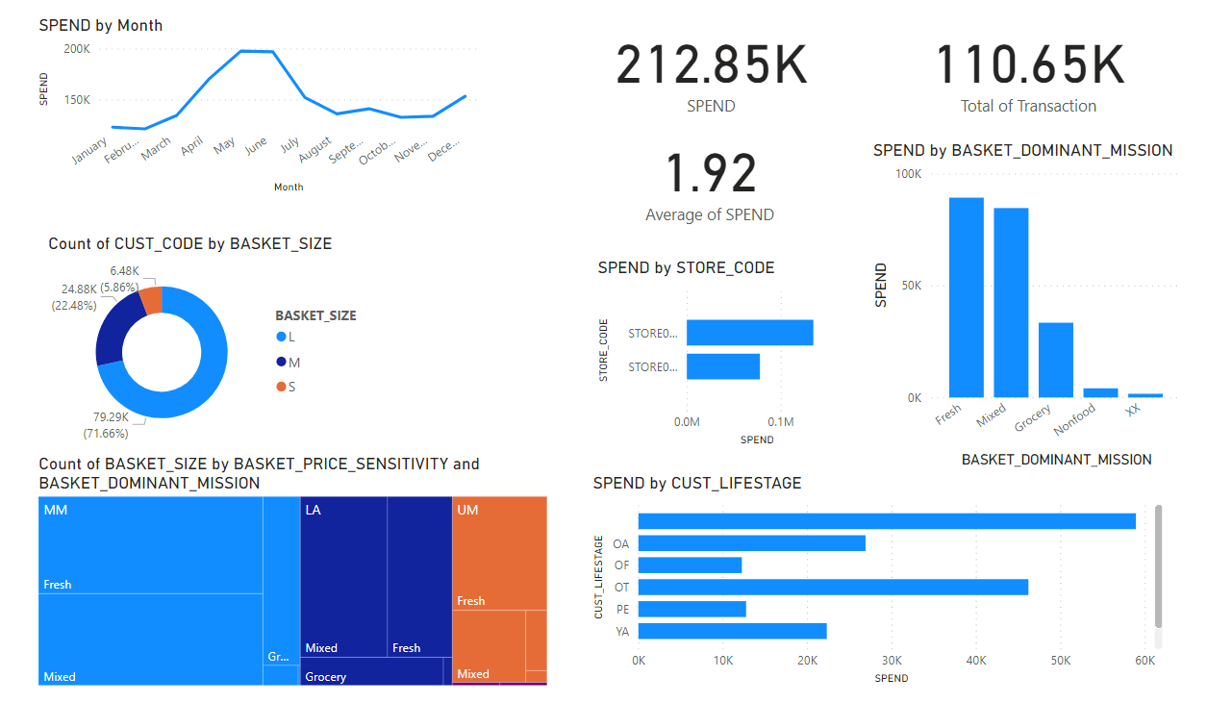 SPEND by Month
200K
150K
SPEND
January
Febru...
March
April
May
June
July
August
Septe...
Octob...
Nove...
Dece...
Month
212.85K
SPEND
110.65K
Total of Transaction
1.92
Average of SPEND
SPEND by BASKET_DOMINANT_MISSION
100K
50K
0K
SPEND
Fresh
Mixed
Grocery
Nonfood
XX
BASKET_DOMINANT_MISSION
Count of CUST_CODE by BASKET_SIZE
6.48K
(5.86%)
24.88K
(22.48%)
79.29K
(71.66%)
BASKET_SIZE
L
M
S
SPEND by STORE_CODE
STORE_CODE
STORE0...
STORE0...
0.0M
0.1M
SPEND
Count of BASKET_SIZE by BASKET_PRICE_SENSITIVITY and
BASKET_DOMINANT_MISSION
MM
Fresh
Mixed
Gr...
LA
Mixed
Fresh
Grocery
UM
Fresh
Mixed
SPEND by CUST_LIFESTAGE
CUST_LIFESTAGE
OA
OF
OT
PE
YA
0K
10K
20K
30K
40K
50K
60K
SPEND